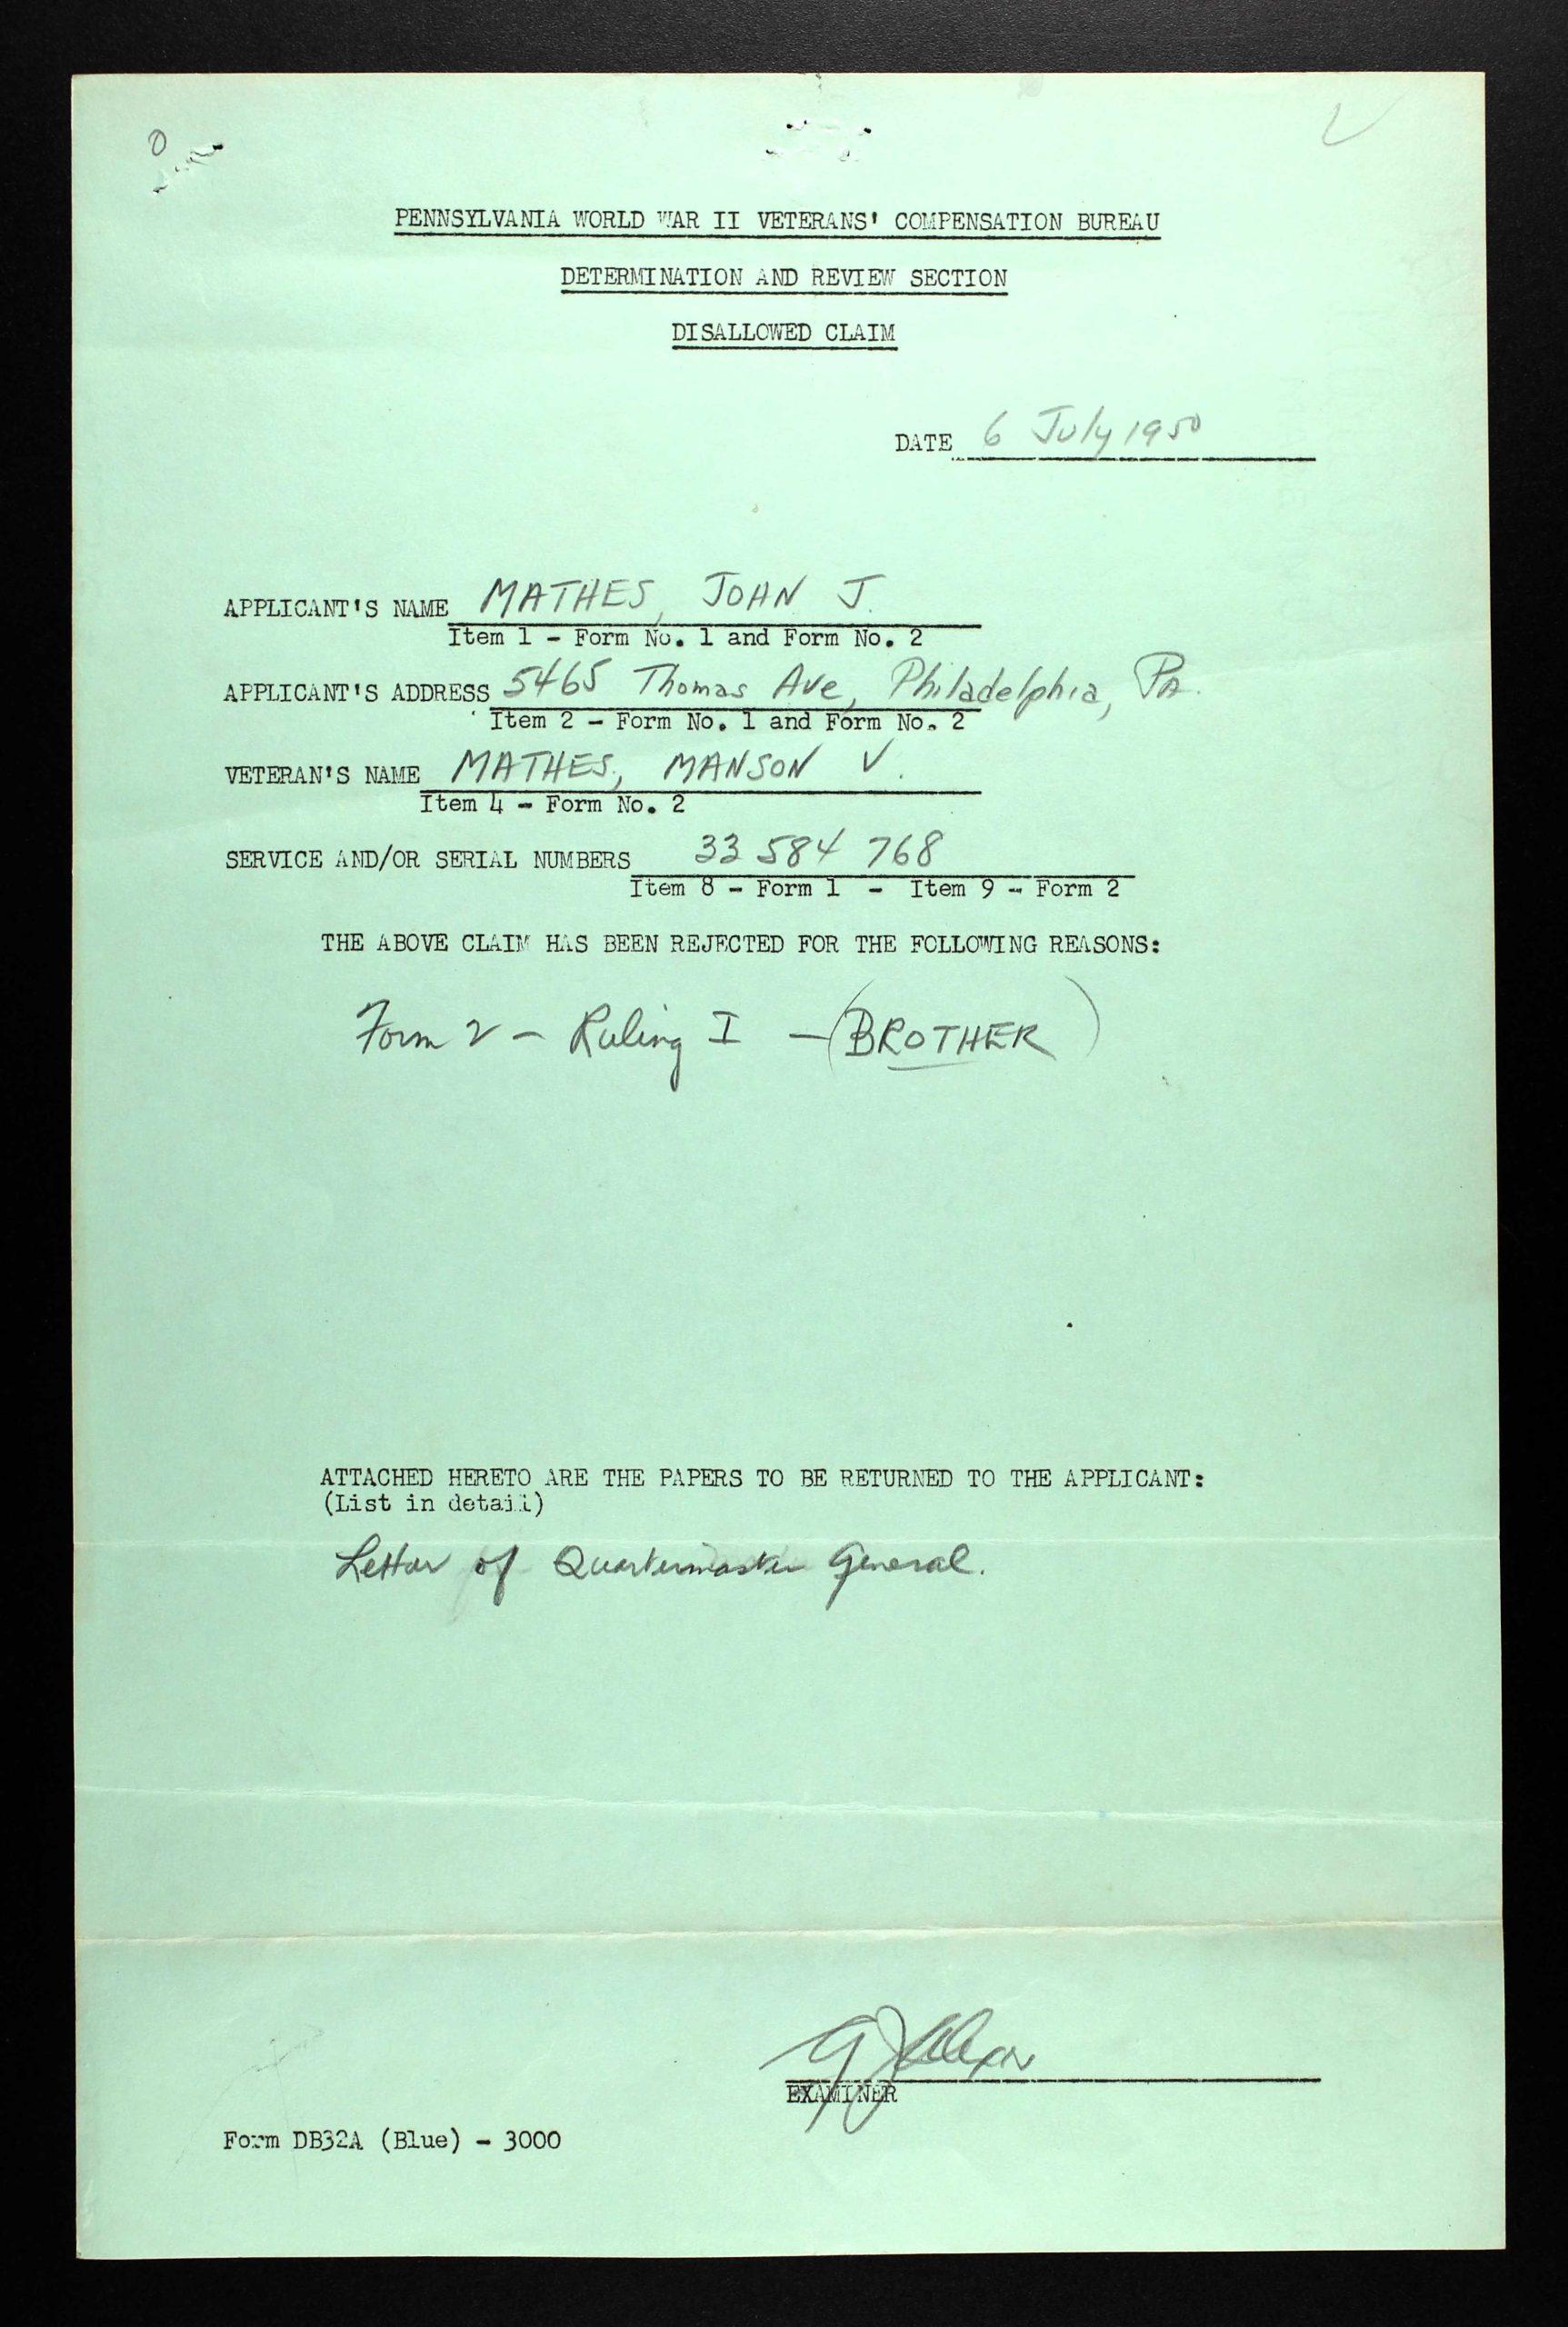 0
PENNSYLVANIA WORLD WAR II VETERANS' COMPENSATION BUREAU
DETERMINATION AND REVIEW SECTION
DISALLOWED CLAIM
DATE 6 July 1950
APPLICANT'S NAME MATHES, JOHN J.
Item 1 - Form No. 1 and Form No. 2
APPLICANT'S ADDRESS 5465 Thomas Ave, Philadelphia, Pa.
Item 2 - Form No. 1 and Form No. 2
VETERAN'S NAME MATHES, MANSON V.
Item 4 - Form No. 2
SERVICE AND/OR SERIAL NUMBERS 33 584 768
Item 8 - Form 1 - Item 9 - Form 2
THE ABOVE CLAIM HAS BEEN REJECTED FOR THE FOLLOWING REASONS:
Form 2 - Ruling I - (BROTHER)
ATTACHED HERETO ARE THE PAPERS TO BE RETURNED TO THE APPLICANT:
(List in detail)
Letter of Quartermaster General.
EXAMINER
Form DB32A (Blue) - 3000